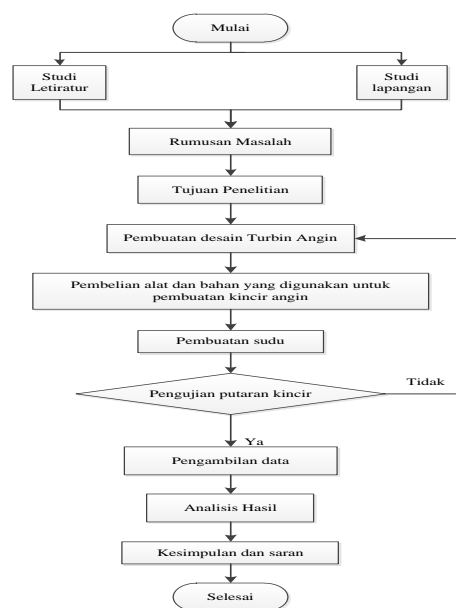 Mulai
Studi
Letiratur
Studi
lapangan
Rumusan Masalah
Tujuan Penelitian
Pembuatan desain Turbin Angin
Pembelian alat dan bahan yang digunakan untuk
pembuatan kincir angin
Pembuatan sudu
Pengujian putaran kincir
Tidak
Ya
Pengambilan data
Analisis Hasil
Kesimpulan dan saran
Selesai